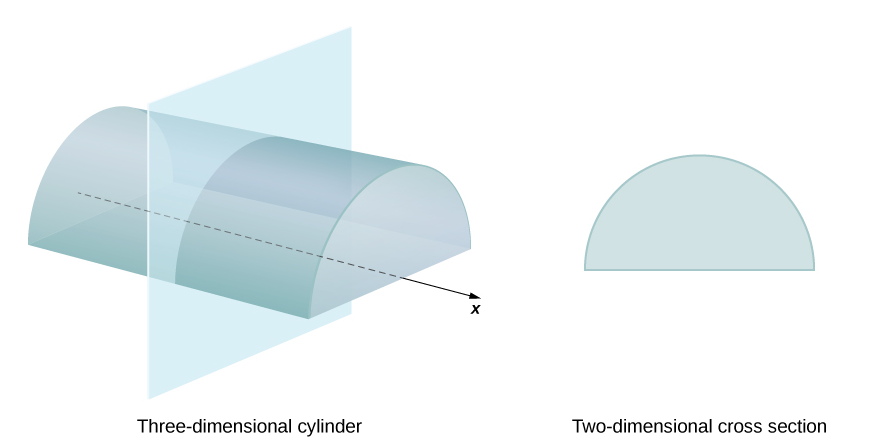 x
Three-dimensional cylinder
Two-dimensional cross section